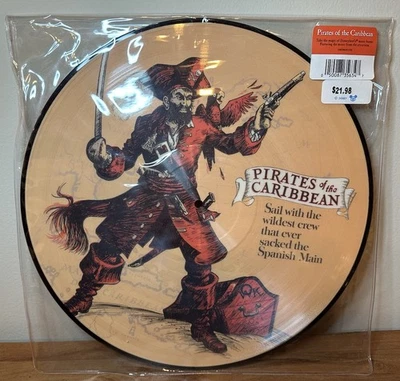 Pirates of the Caribbean
$21.98
PIRATES of the
CARIBBEAN
Sail with the
wildest crew
that ever
sacked the
Spanish Main